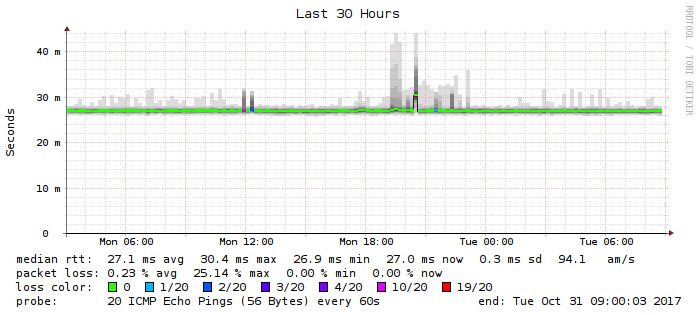 Last 30 Hours
RRDTOOL / TOBI OETIKER
Seconds
40 m
30 m
20 m
10 m
0
Mon 06:00 Mon 12:00 Mon 18:00 Tue 00:00 Tue 06:00
median rtt: 27.1 ms avg 30.4 ms max 26.9 ms min 27.0 ms now 0.3 ms sd 94.1 am/s
packet loss: 0.23 % avg 25.14 % max 0.00 % min 0.00 % now
loss color: 0 1/20 2/20 3/20 4/20 10/20 19/20
probe: 20 ICMP Echo Pings (56 Bytes) every 60s end: Tue Oct 31 09:00:03 2017